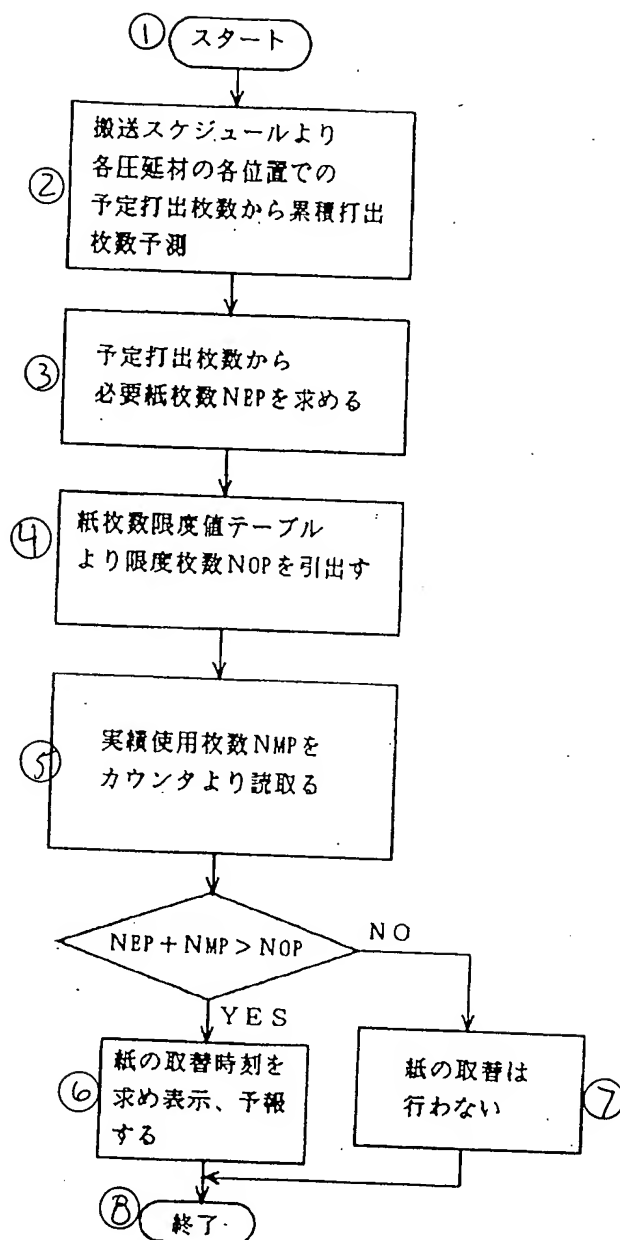 ① スタート
② 搬送スケジュールより
各圧延材の各位置での
予定打出枚数から累積打出
枚数予測
③ 予定打出枚数から
必要紙枚数NEPを求める
④ 紙枚数限度値テーブル
より限度枚数NOPを引出す
⑤ 実績使用枚数NMPを
カウンタより読取る
NEP+NMP>NOP
NO
YES
⑥ 紙の取替時刻を
求め表示、予報
する
⑦ 紙の取替は
行わない
⑧ 終了